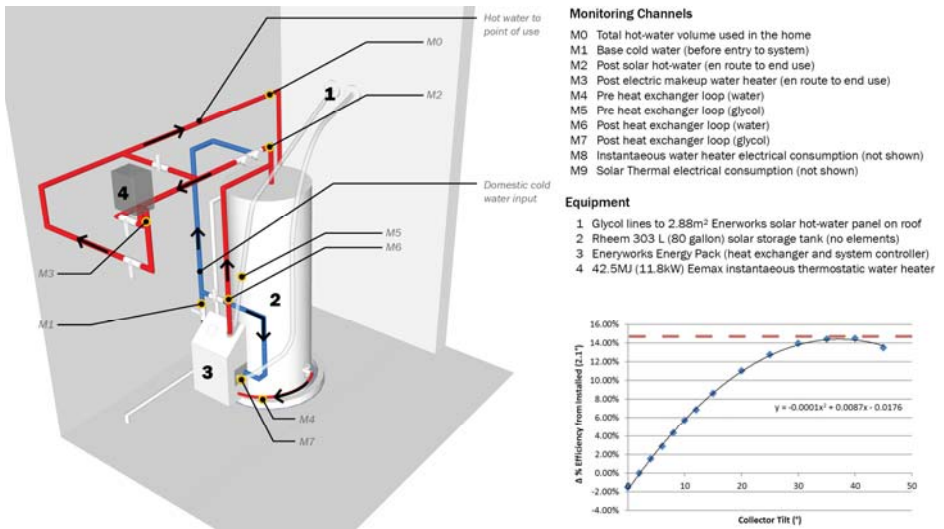 Hot water to
point of use
M0
M2
Domestic cold
water input
M5
M6
M3
M1
M4
M7
1
2
3
4
Monitoring Channels
M0 Total hot-water volume used in the home
M1 Base cold water (before entry to system)
M2 Post solar hot-water (en route to end use)
M3 Post electric makeup water heater (en route to end use)
M4 Pre heat exchanger loop (water)
M5 Pre heat exchanger loop (glycol)
M6 Post heat exchanger loop (water)
M7 Post heat exchanger loop (glycol)
M8 Instantaeous water heater electrical consumption (not shown)
M9 Solar Thermal electrical consumption (not shown)
Equipment
1 Glycol lines to 2.88m² Enerworks solar hot-water panel on roof
2 Rheem 303 L (80 gallon) solar storage tank (no elements)
3 Eneryworks Energy Pack (heat exchanger and system controller)
4 42.5MJ (11.8kW) Eemax instantaeous thermostatic water heater
Δ % Efficiency from Installed (2.1°)
16.00%
14.00%
12.00%
10.00%
8.00%
6.00%
4.00%
2.00%
0.00%
-2.00%
-4.00%
y = -0.0001x² + 0.0087x - 0.0176
10 20 30 40 50
Collector Tilt (°)